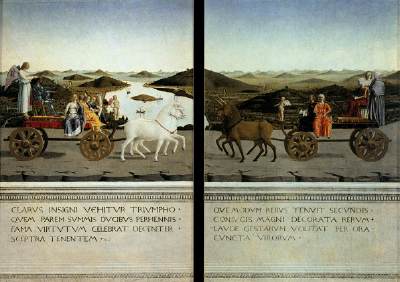 CLARVS INSIGNI VEHITVR TRIVMPHO ·
QVEM PAREM SVMMIS DVCIBVS PERHENNIS ·
FAMA VIRTVTVM CELEBRAT DECENTER ·
SCEPTRA TENENTEM ·
QVE MODVM REBVS TENVIT SECVNDIS ·
CONIVGIS MAGNI DECORATA RERVM ·
LAVDE GESTARVM VOLITAT PER ORA ·
CVNCTA VIRORVM ·